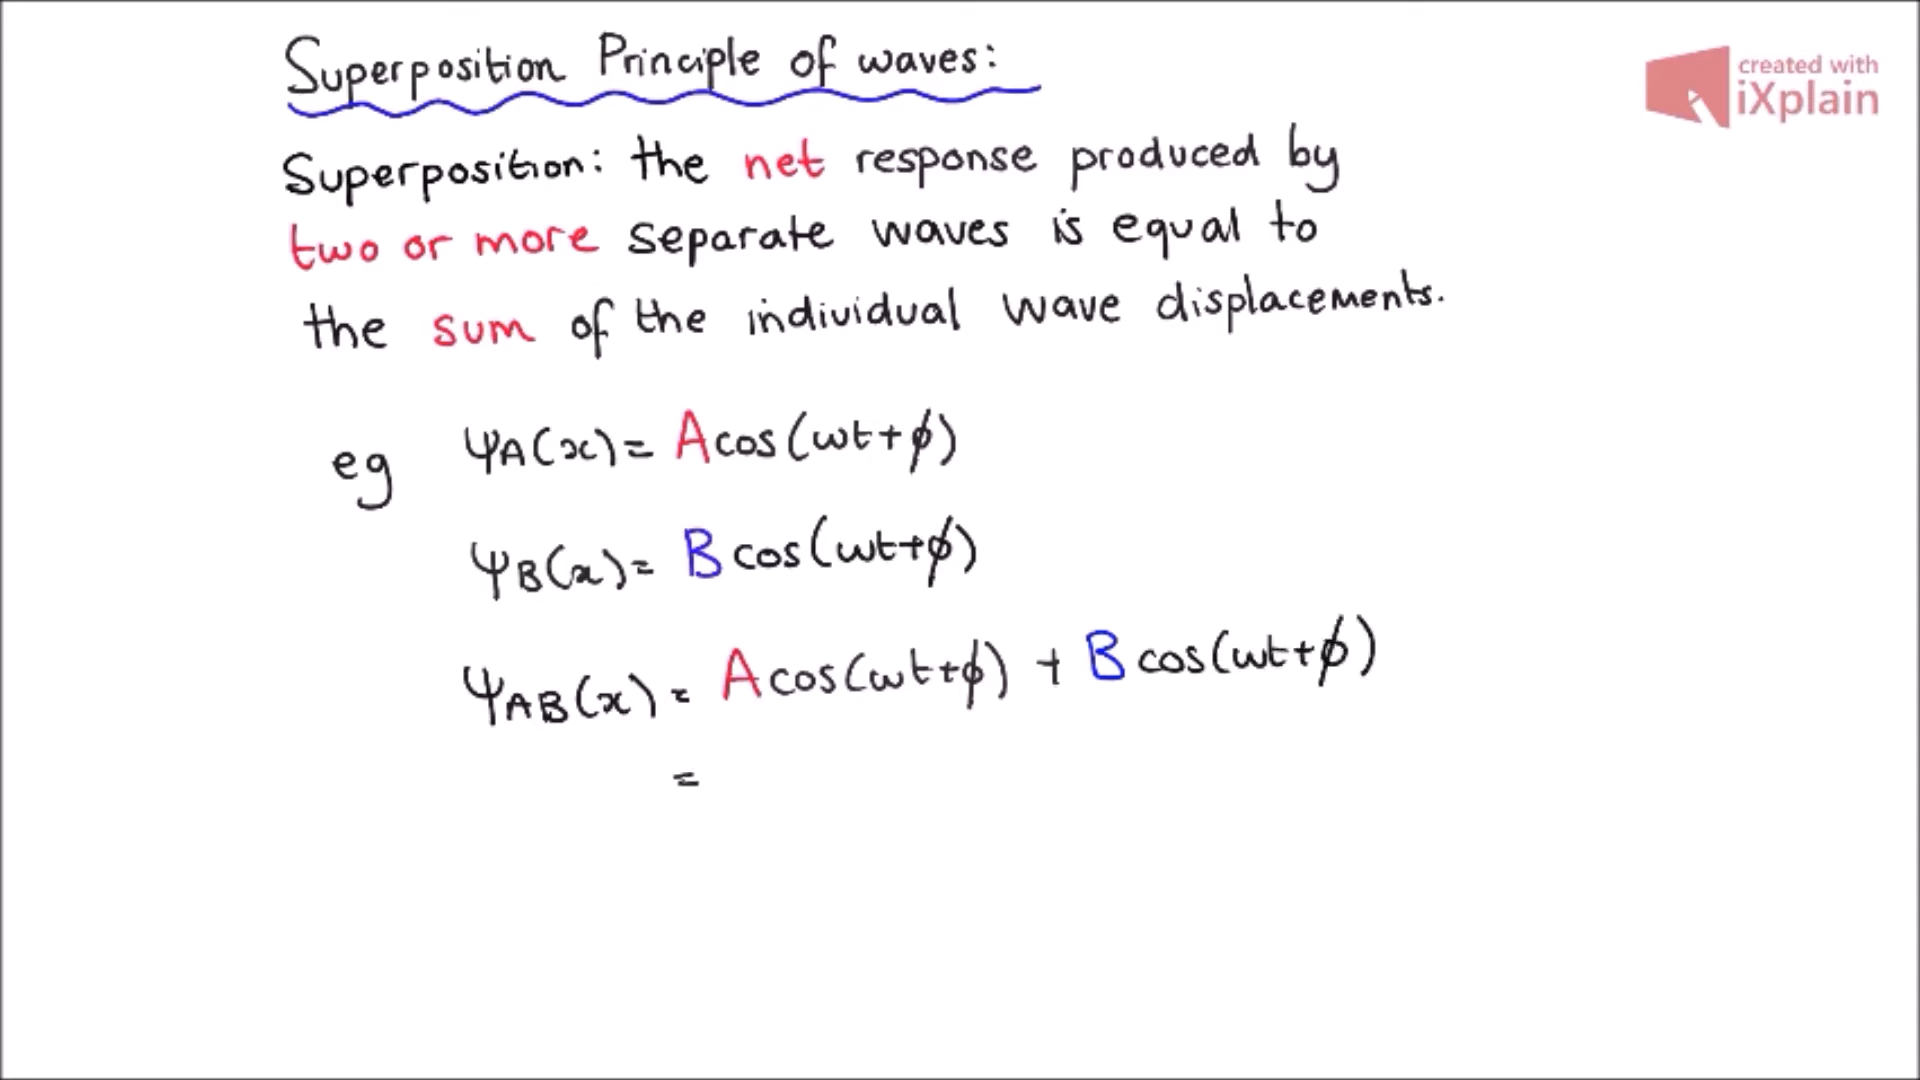 Superposition Principle of waves:
created with
iXplain
Superposition: the net response produced by
two or more separate waves is equal to
the sum of the individual wave displacements.
eg ψA(x)= Acos(ωt+ϕ)
ψB(x)= Bcos(ωt+ϕ)
ψAB(x)= Acos(ωt+ϕ) + Bcos(ωt+ϕ)
=